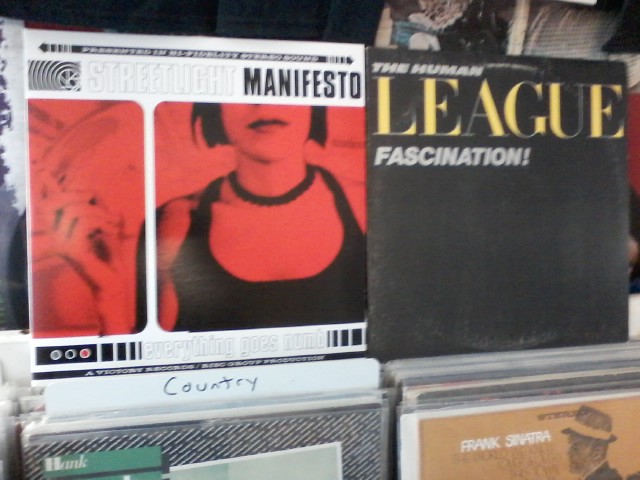 PRESENTED IN HI-FIDELITY STEREO SOUND
STREETLIGHT MANIFESTO
everything goes numb
A VICTORY RECORDS / RISC GROUP PRODUCTION
THE HUMAN
LEAGUE
FASCINATION!
Country
Hank
STEREO
FRANK SINATRA